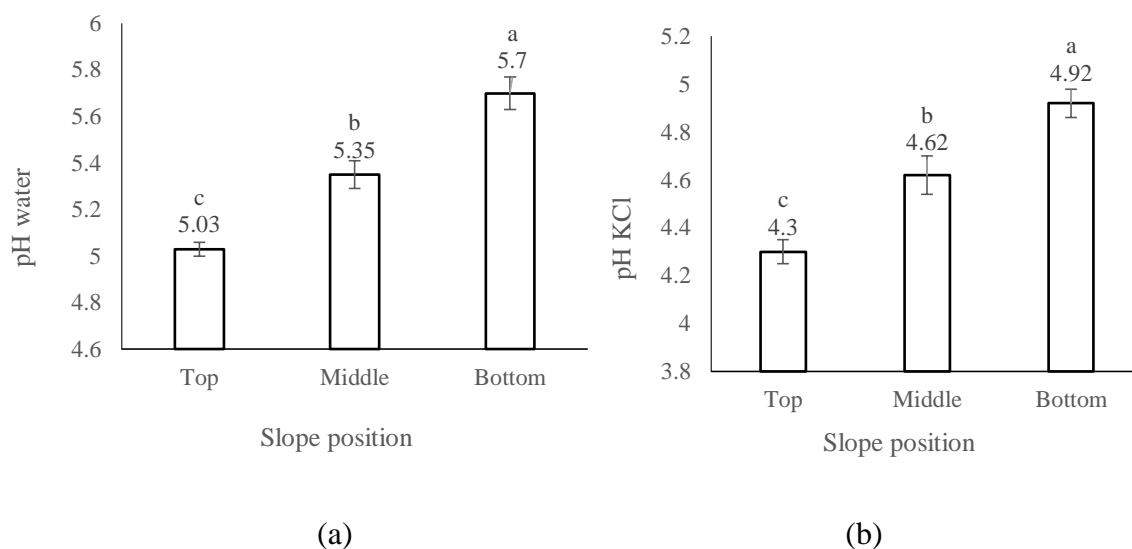 6
5.8
5.6
5.4
5.2
5
4.8
4.6
pH water
c
5.03
b
5.35
a
5.7
Top Middle Bottom
Slope position
(a)
5.2
5
4.8
4.6
4.4
4.2
4
3.8
pH KCl
c
4.3
b
4.62
a
4.92
Top Middle Bottom
Slope position
(b)